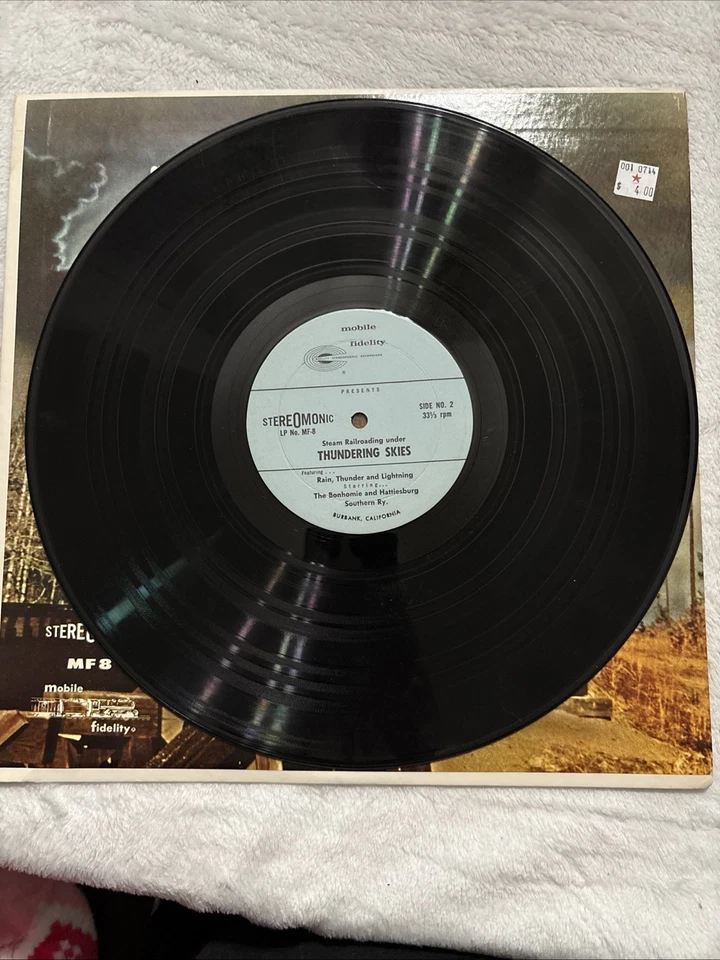 001 0714
$ 4 00
mobile
fidelity
PRESENTS
STEREOMONIC
LP No. MF-8
SIDE NO. 2
33⅓ rpm
Steam Railroading under
THUNDERING SKIES
Featuring...
Rain, Thunder and Lightning
Starring...
The Bonhomie and Hattiesburg
Southern Ry.
BURBANK, CALIFORNIA
STEREO
MF8
mobile
fidelity